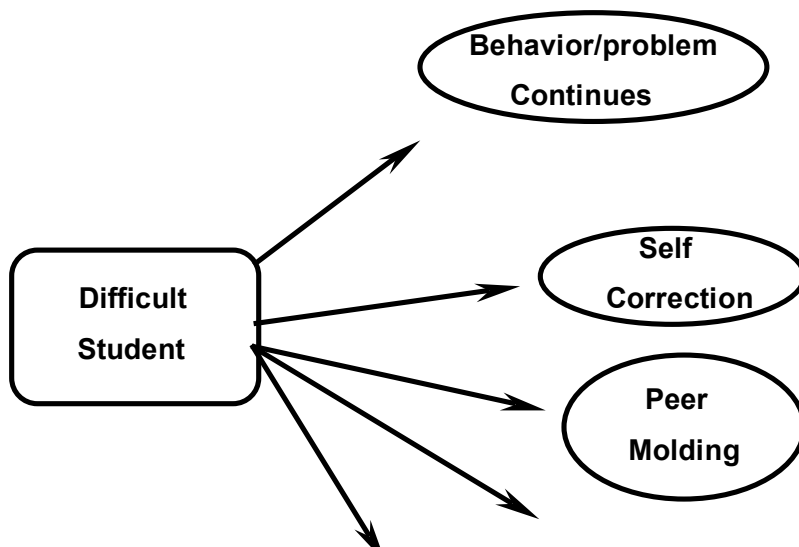 Behavior/problem
Continues
Self
Correction
Difficult
Student
Peer
Molding